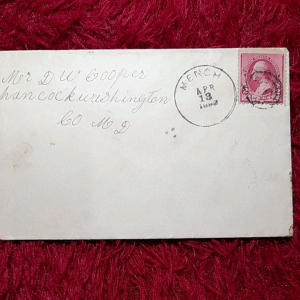 Mr D W Cooper
hancock washington
Co MD
MENCH
APR
13